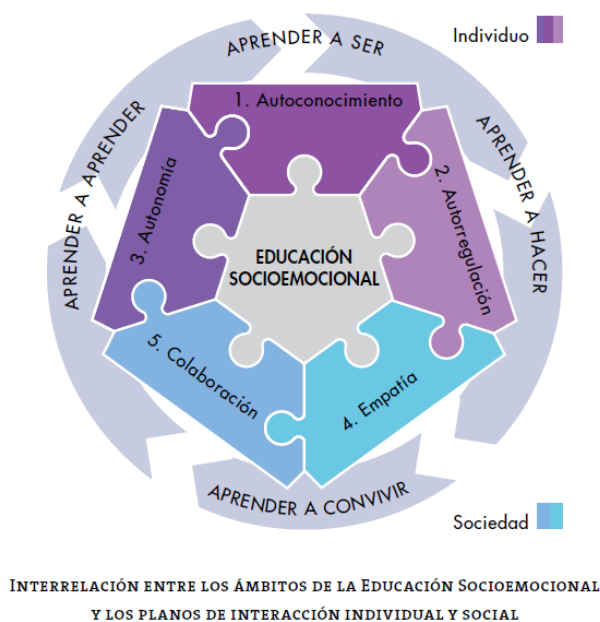 APRENDER A SER
Individuo
1. Autoconocimiento
APRENDER A APRENDER
3. Autonomía
2. Autorregulación
APRENDER A HACER
EDUCACIÓN
SOCIOEMOCIONAL
5. Colaboración
4. Empatía
APRENDER A CONVIVIR
Sociedad
Interrelación entre los ámbitos de la Educación Socioemocional
y los planos de interacción individual y social